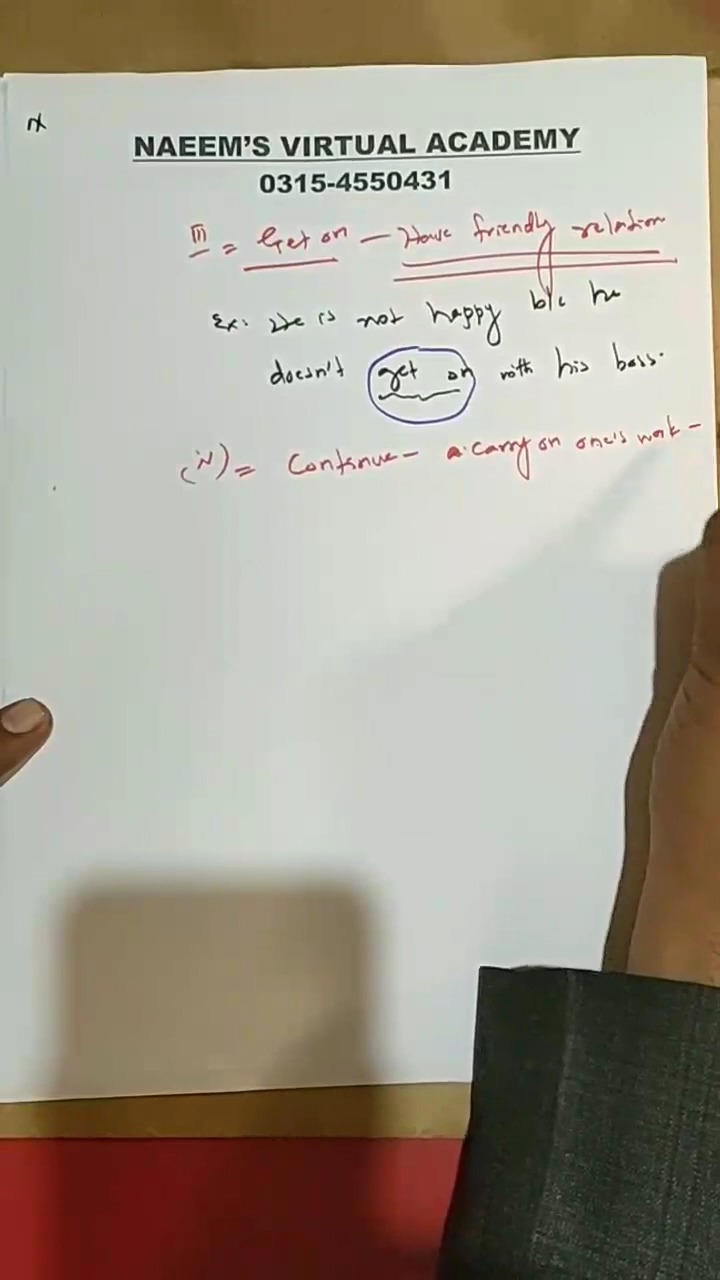 NAEEM'S VIRTUAL ACADEMY
0315-4550431
III = Get on — Have friendly relation
Ex: He is not happy b/c he
doesn't get on with his boss.
(iv) = Continue — carry on one's work —